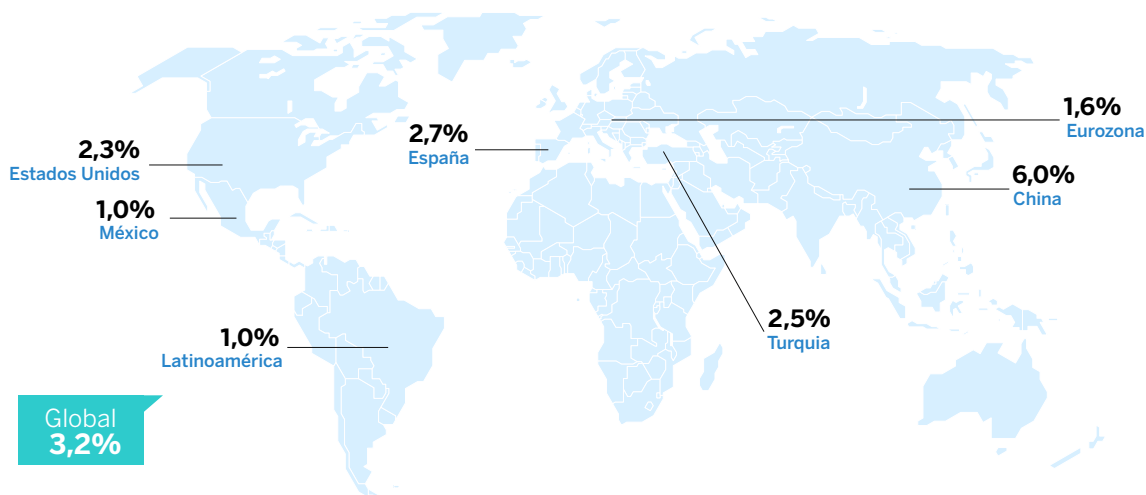 1,6%
Eurozona
2,7%
España
2,3%
Estados Unidos
6,0%
China
1,0%
México
2,5%
Turquia
1,0%
Latinoamérica
Global
3,2%